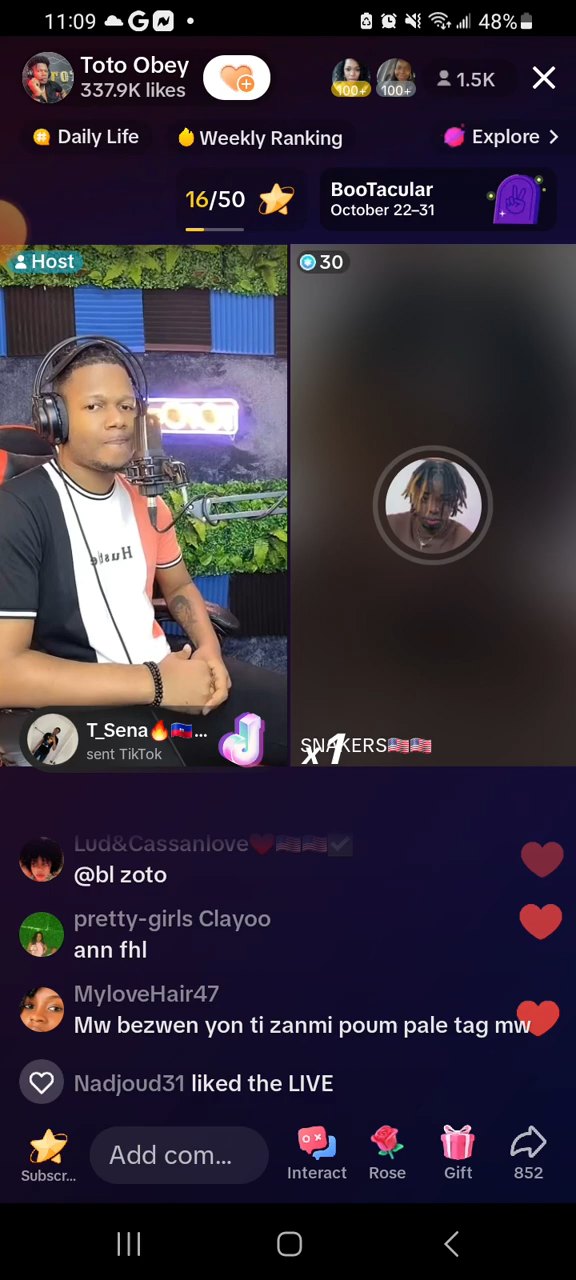 11:09
48%
Toto Obey
337.9K likes
100+
100+
1.5K
Daily Life
Weekly Ranking
Explore
16/50
BooTacular
October 22–31
Host
30
T_Sena🔥🇭🇹...
sent TikTok
SNAKERS🇺🇸🇺🇸
x1
Lud&Cassanlove❤️🇺🇸🇺🇸✅
@bl zoto
pretty-girls Clayoo
ann fhl
MyloveHair47
Mw bezwen yon ti zanmi poum pale tag mw
Nadjoud31 liked the LIVE
Subscr...
Add com...
Interact
Rose
Gift
852